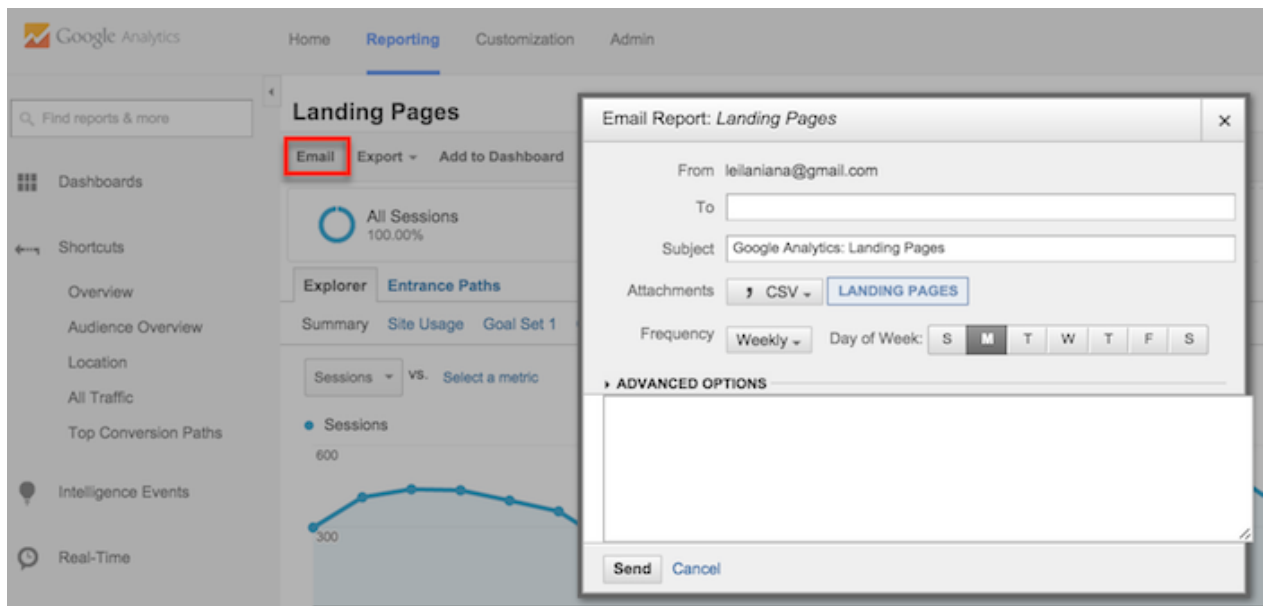 Google Analytics
Home Reporting Customization Admin
Find reports & more
Dashboards
Shortcuts
Overview
Audience Overview
Location
All Traffic
Top Conversion Paths
Intelligence Events
Real-Time
Landing Pages
Email Export Add to Dashboard
All Sessions
100.00%
Explorer Entrance Paths
Summary Site Usage Goal Set 1
Sessions VS. Select a metric
Sessions
600
300
Email Report: Landing Pages
From leilaniana@gmail.com
To
Subject Google Analytics: Landing Pages
Attachments CSV LANDING PAGES
Frequency Weekly Day of Week: S M T W T F S
ADVANCED OPTIONS
Send Cancel